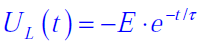 U_L(t) = −E · e^{−t/τ}